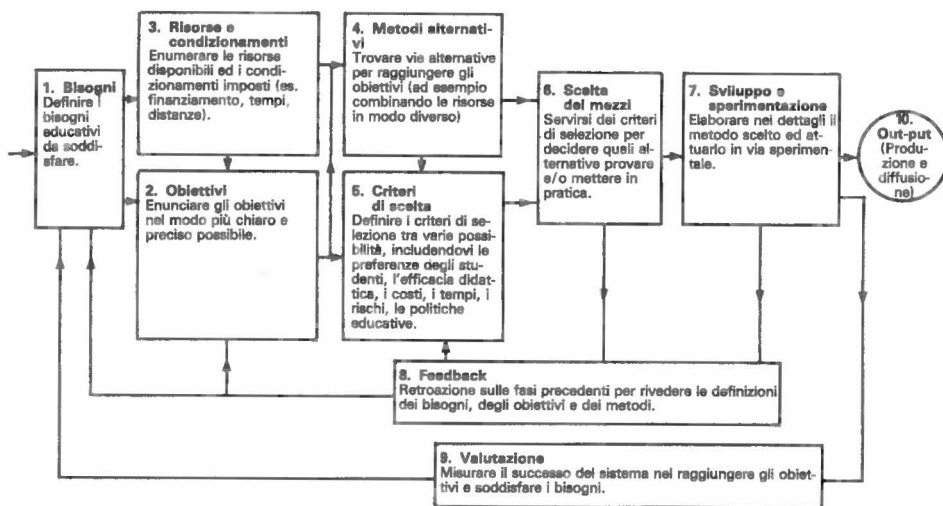 1. Bisogni
Definire i
bisogni
educativi
da soddi-
sfare.
3. Risorse e
condizionamenti
Enumerare le risorse
disponibili ed i condi-
zionamenti imposti (es.
finanziamento, tempi,
distanze).
2. Obiettivi
Enunciare gli obiettivi
nel modo più chiaro e
preciso possibile.
4. Metodi alternati-
vi
Trovare vie alternative
per raggiungere gli
obiettivi (ad esempio
combinando le risorse
in modo diverso)
5. Criteri
di scelta
Definire i criteri di se-
lezione tra varie possi-
bilità, includendovi le
preferenze degli stu-
denti, l'efficacia didat-
tica, i costi, i tempi, i
rischi, le politiche
educative.
6. Scelta
dei mezzi
Servirsi dei criteri
di selezione per
decidere quali al-
ternative provare
e/o mettere in
pratica.
7. Sviluppo e
sperimentazione
Elaborare nei dettagli il
metodo scelto ed at-
tuarlo in via sperimen-
tale.
10.
Out-put
(Produ-
zione e
diffusio-
ne)
8. Feedback
Retroazione sulle fasi precedenti per rivedere le definizioni
dei bisogni, degli obiettivi e dei metodi.
9. Valutazione
Misurare il successo del sistema nel raggiungere gli obiet-
tivi e soddisfare i bisogni.